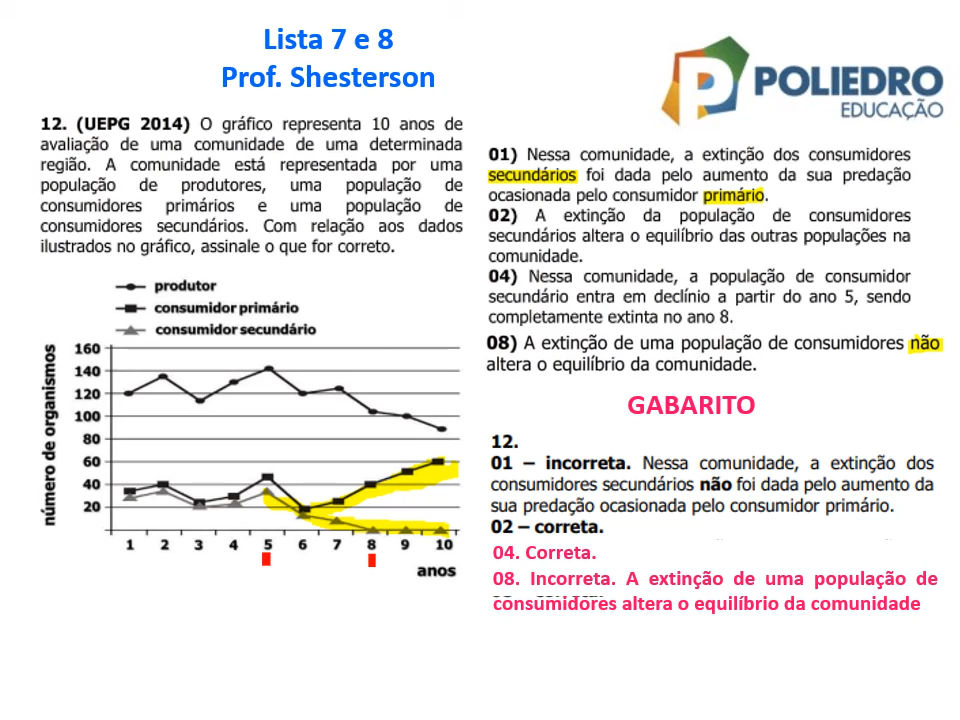 Lista 7 e 8
Prof. Shesterson
POLIEDRO
EDUCAÇÃO
12. (UEPG 2014) O gráfico representa 10 anos de
avaliação de uma comunidade de uma determinada
região. A comunidade está representada por uma
população de produtores, uma população de
consumidores primários e uma população de
consumidores secundários. Com relação aos dados
ilustrados no gráfico, assinale o que for correto.
produtor
consumidor primário
consumidor secundário
número de organismos
160
140
120
100
80
60
40
20
1 2 3 4 5 6 7 8 9 10
anos
01) Nessa comunidade, a extinção dos consumidores
secundários foi dada pelo aumento da sua predação
ocasionada pelo consumidor primário.
02) A extinção da população de consumidores
secundários altera o equilíbrio das outras populações na
comunidade.
04) Nessa comunidade, a população de consumidor
secundário entra em declínio a partir do ano 5, sendo
completamente extinta no ano 8.
08) A extinção de uma população de consumidores não
altera o equilíbrio da comunidade.
GABARITO
12.
01 – incorreta. Nessa comunidade, a extinção dos
consumidores secundários não foi dada pelo aumento da
sua predação ocasionada pelo consumidor primário.
02 – correta.
04. Correta.
08. Incorreta. A extinção de uma população de
consumidores altera o equilíbrio da comunidade